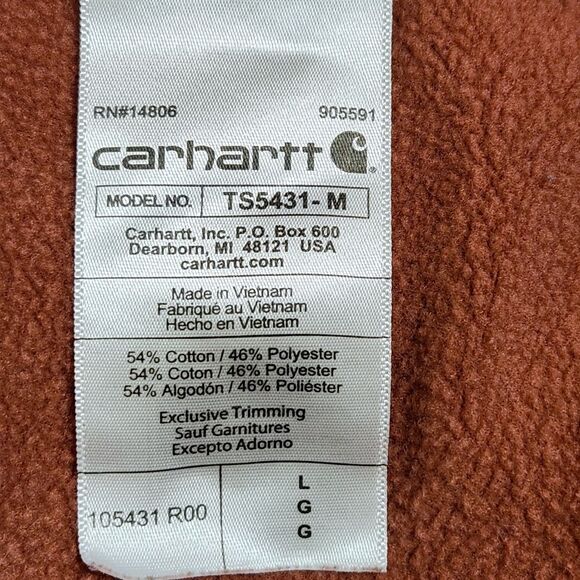 RN#14806 905591
carhartt
MODEL NO. TS5431- M
Carhartt, Inc. P.O. Box 600
Dearborn, MI 48121 USA
carhartt.com
Made in Vietnam
Fabriqué au Vietnam
Hecho en Vietnam
54% Cotton / 46% Polyester
54% Coton / 46% Polyester
54% Algodón / 46% Poliéster
Exclusive Trimming
Sauf Garnitures
Excepto Adorno
105431 R00
L
G
G